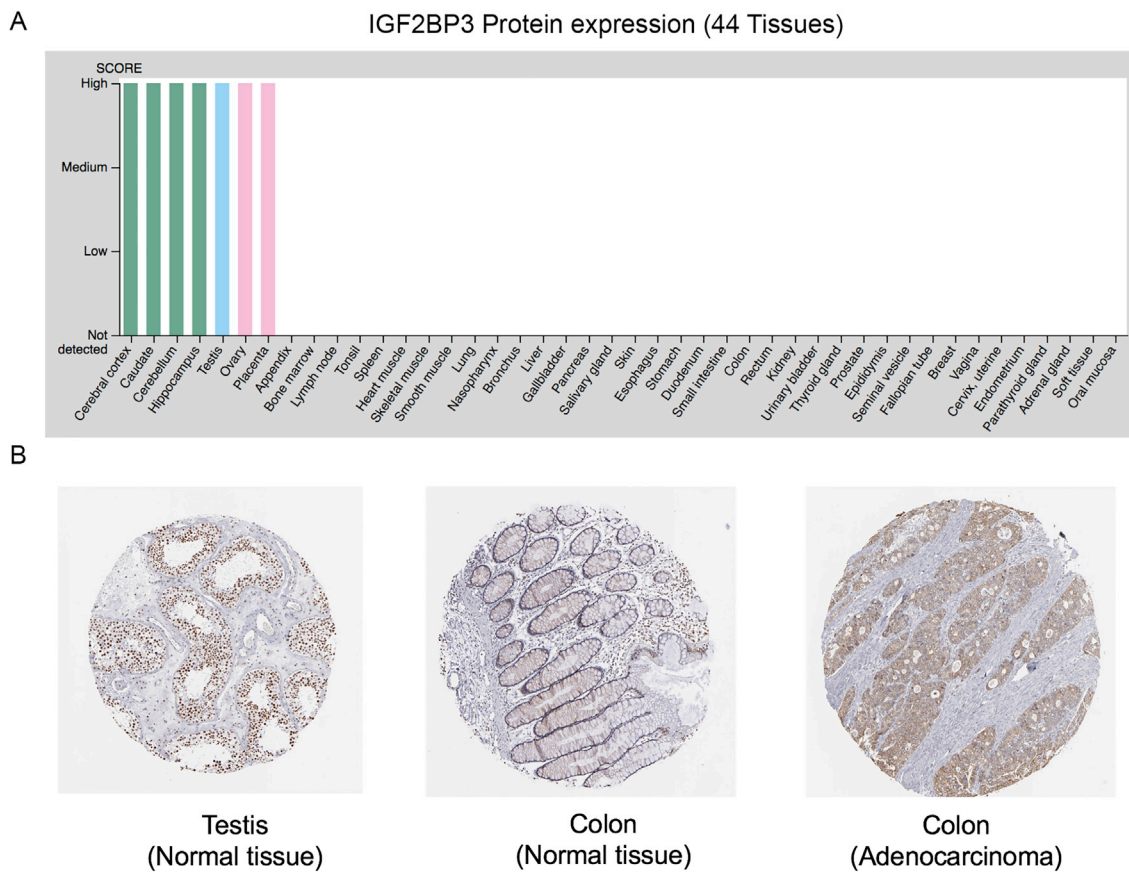 A
IGF2BP3 Protein expression (44 Tissues)
SCORE
High
Medium
Low
Not
detected
Cerebral cortex
Caudate
Cerebellum
Hippocampus
Testis
Ovary
Placenta
Appendix
Bone marrow
Lymph node
Tonsil
Spleen
Heart muscle
Skeletal muscle
Smooth muscle
Lung
Nasopharynx
Bronchus
Liver
Gallbladder
Pancreas
Salivary gland
Skin
Esophagus
Stomach
Duodenum
Small intestine
Colon
Rectum
Kidney
Urinary bladder
Thyroid gland
Prostate
Epididymis
Seminal vesicle
Fallopian tube
Breast
Vagina
Cervix, uterine
Endometrium
Parathyroid gland
Adrenal gland
Soft tissue
Oral mucosa
B
Testis
(Normal tissue)
Colon
(Normal tissue)
Colon
(Adenocarcinoma)